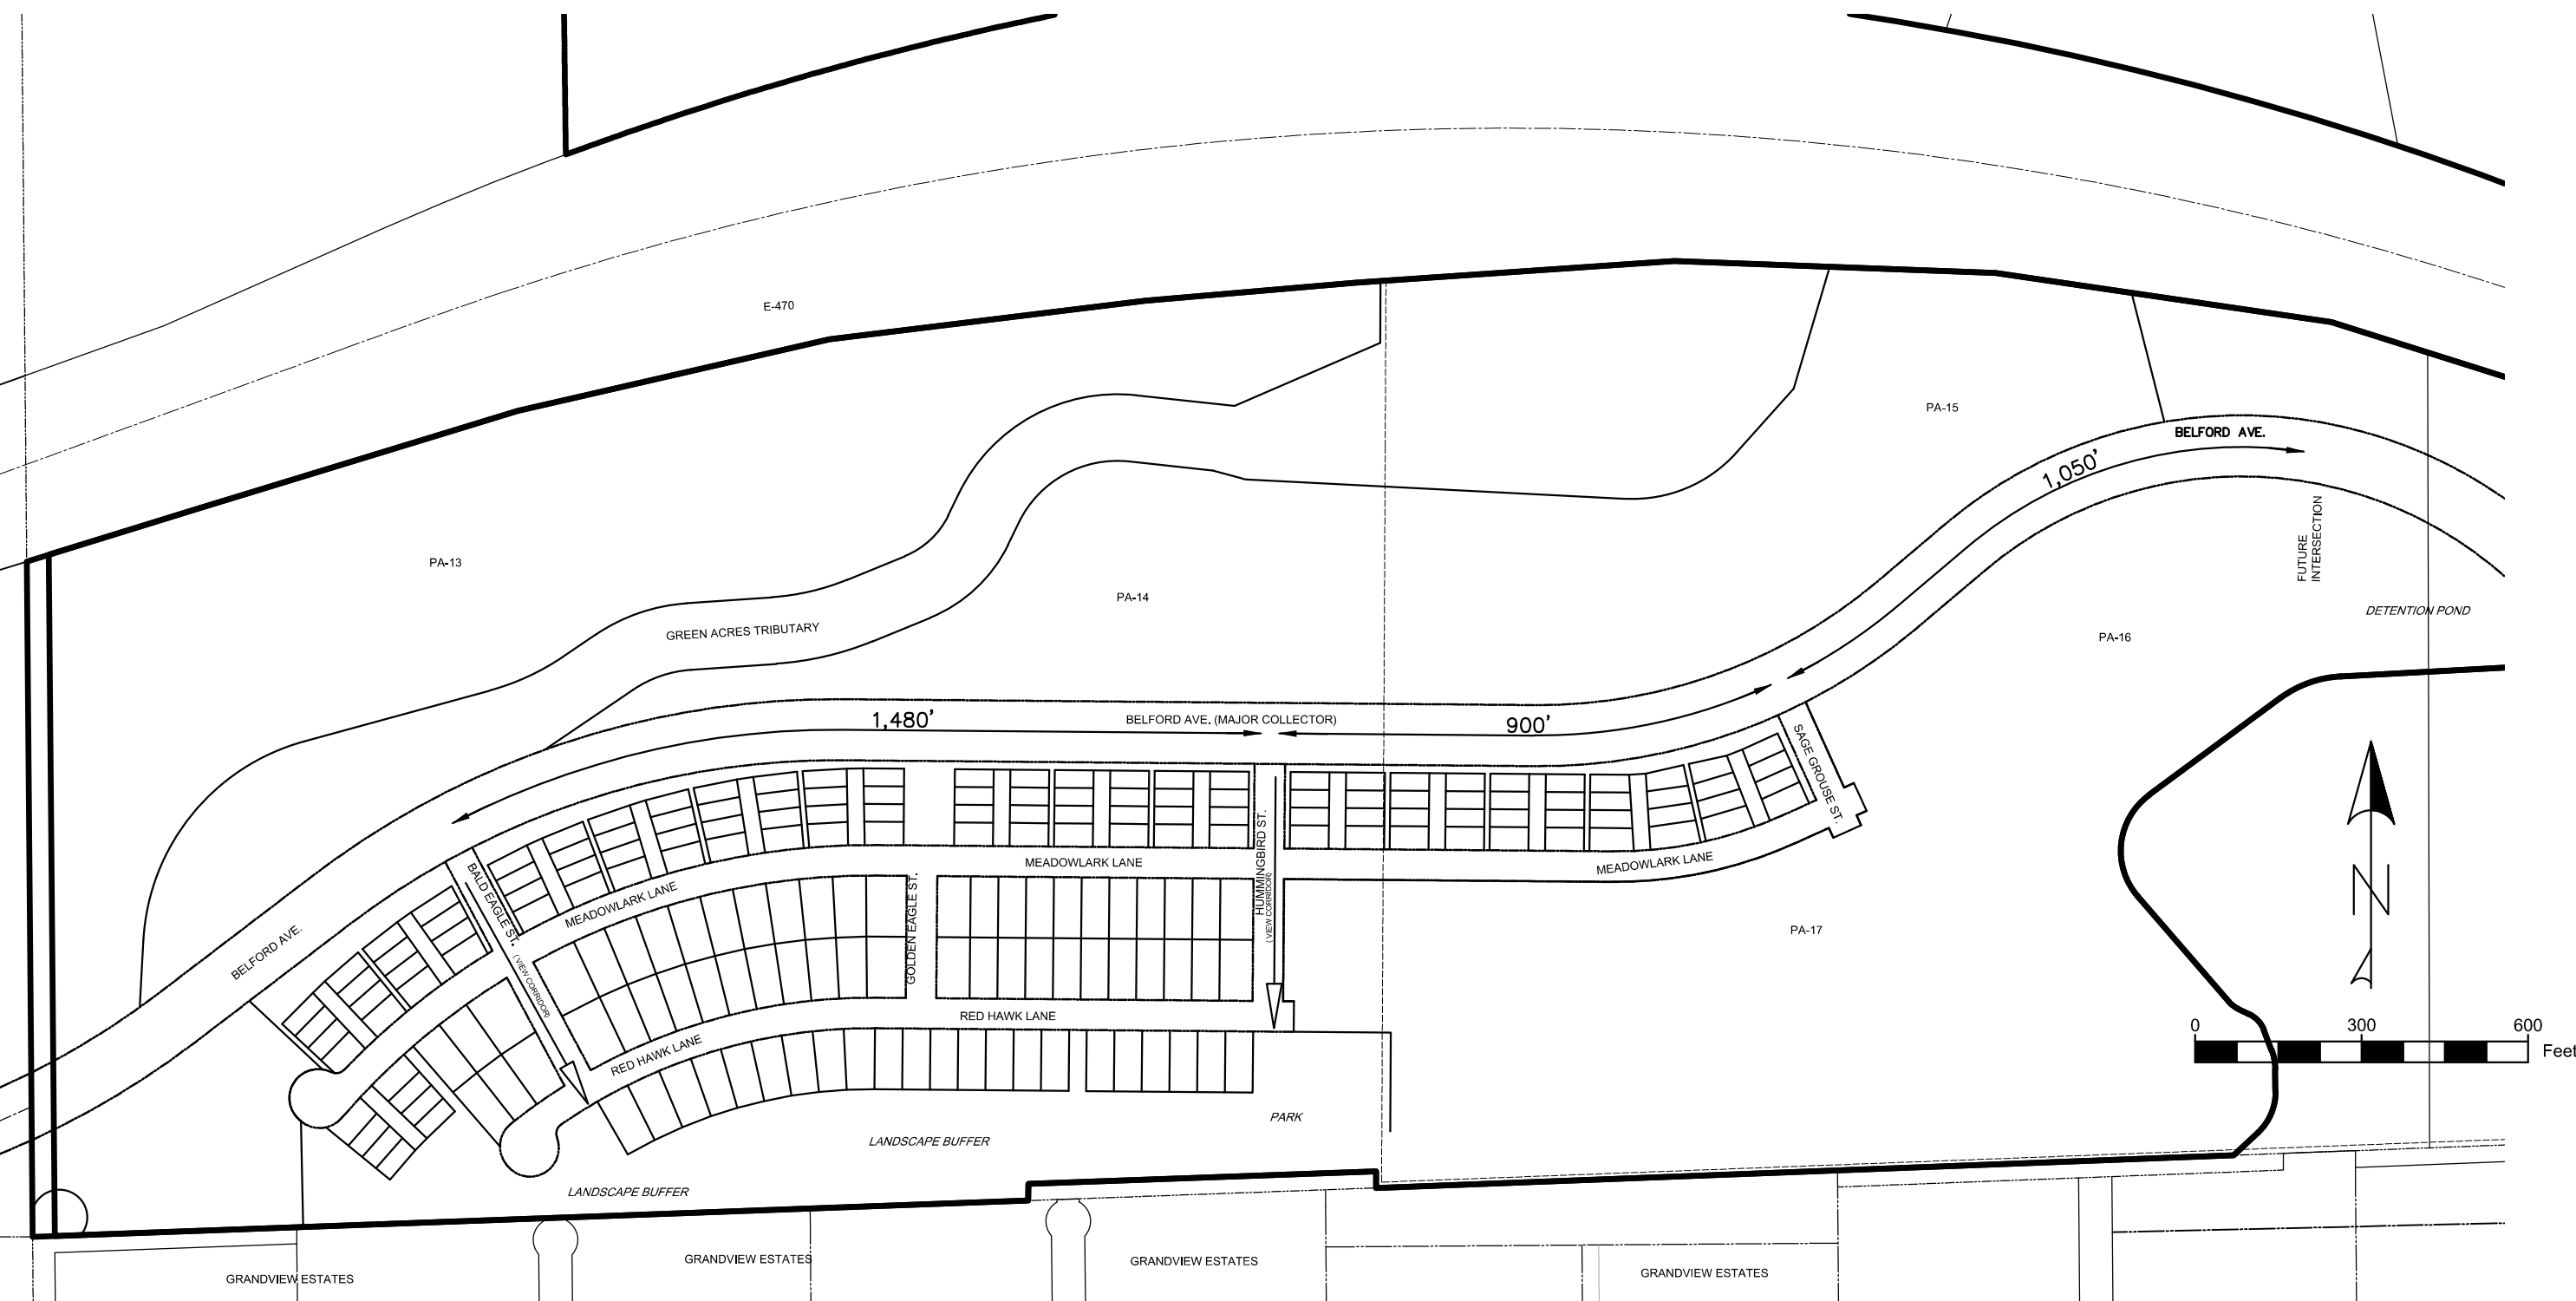 E-470
PA-15
BELFORD AVE.
1,050'
FUTURE
INTERSECTION
PA-13
PA-14
DETENTION POND
GREEN ACRES TRIBUTARY
PA-16
1,480'
BELFORD AVE. (MAJOR COLLECTOR)
900'
SAGE GROUSE ST.
HUMMINGBIRD ST.
(VIEW CORRIDOR)
MEADOWLARK LANE
MEADOWLARK LANE
BALD EAGLE ST.
(VIEW CORRIDOR)
MEADOWLARK LANE
GOLDEN EAGLE ST.
BELFORD AVE.
PA-17
N
RED HAWK LANE
RED HAWK LANE
0 300 600
Feet
PARK
LANDSCAPE BUFFER
LANDSCAPE BUFFER
GRANDVIEW ESTATES
GRANDVIEW ESTATES
GRANDVIEW ESTATES
GRANDVIEW ESTATES